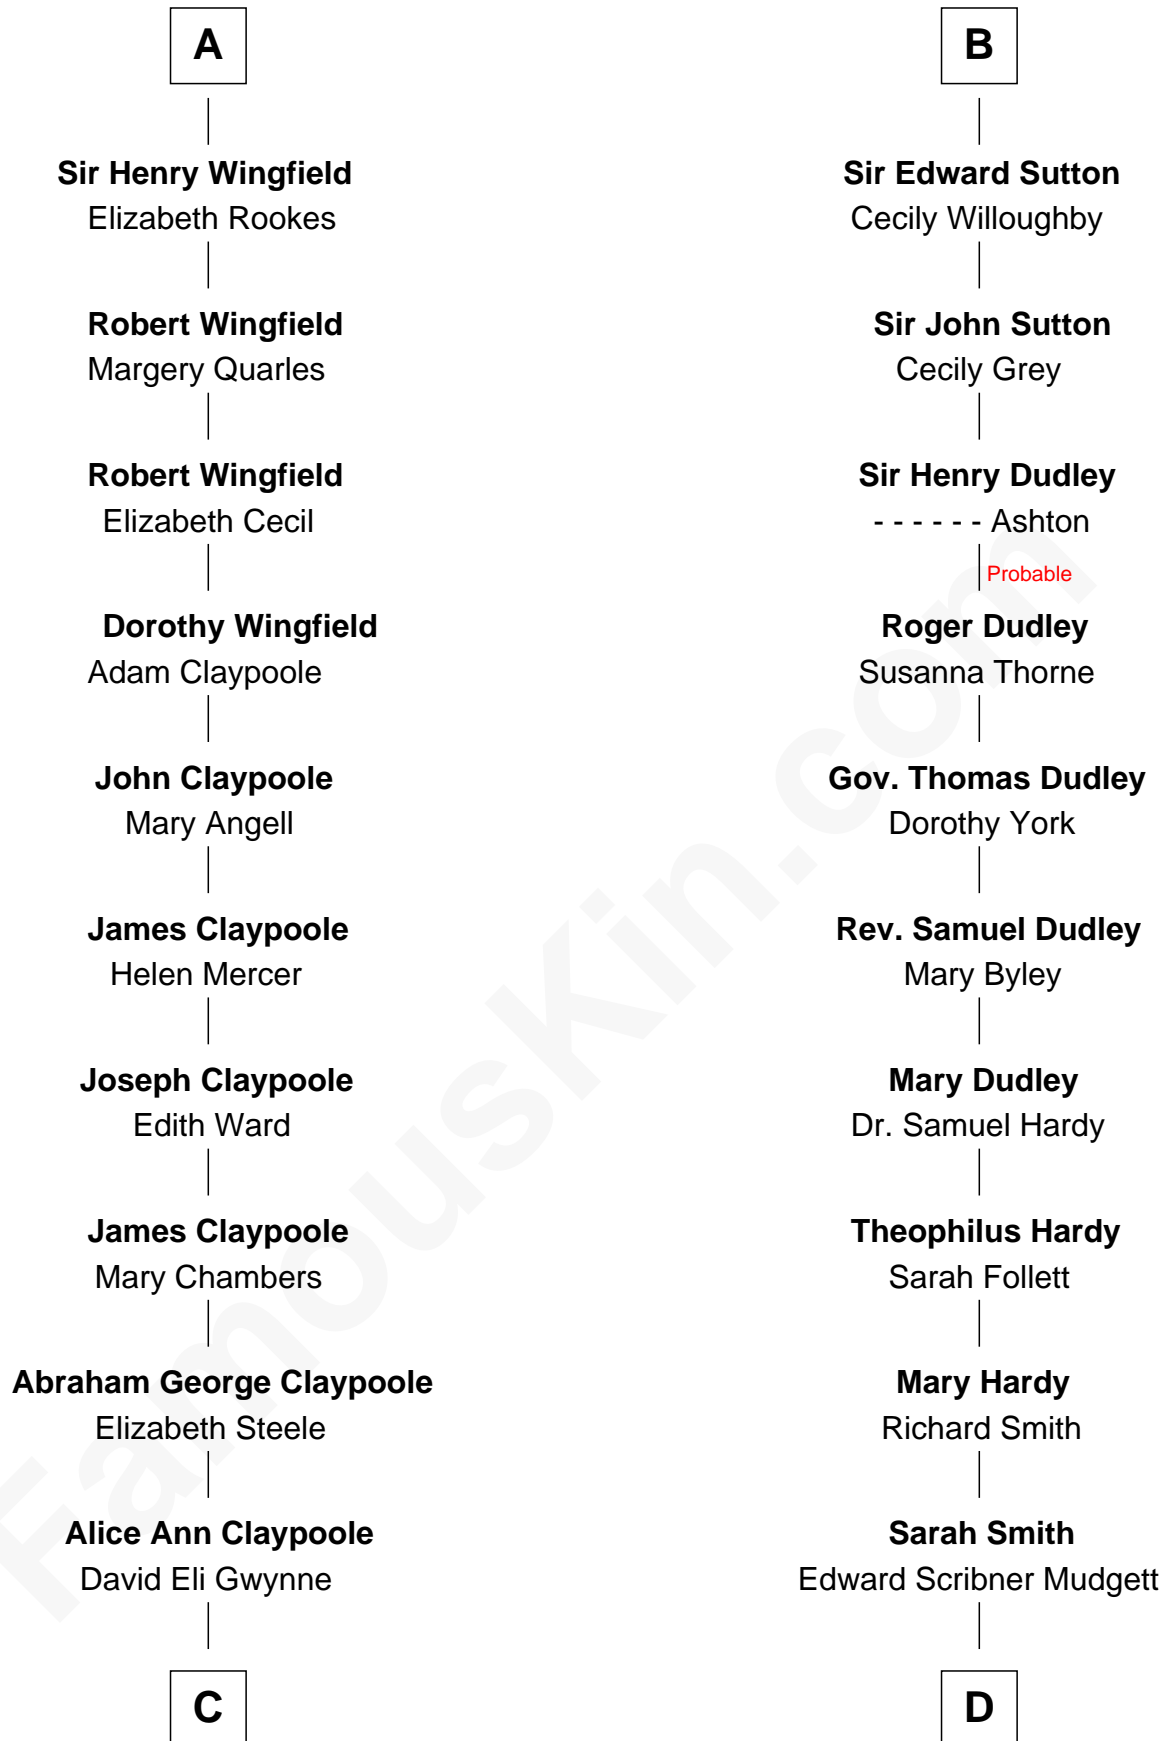 A
Sir Henry Wingfield
Elizabeth Rookes
Robert Wingfield
Margery Quarles
Robert Wingfield
Elizabeth Cecil
Dorothy Wingfield
Adam Claypoole
John Claypoole
Mary Angell
James Claypoole
Helen Mercer
Joseph Claypoole
Edith Ward
James Claypoole
Mary Chambers
Abraham George Claypoole
Elizabeth Steele
Alice Ann Claypoole
David Eli Gwynne
C
B
Sir Edward Sutton
Cecily Willoughby
Sir John Sutton
Cecily Grey
Sir Henry Dudley
- - - - - - Ashton
Probable
Roger Dudley
Susanna Thorne
Gov. Thomas Dudley
Dorothy York
Rev. Samuel Dudley
Mary Byley
Mary Dudley
Dr. Samuel Hardy
Theophilus Hardy
Sarah Follett
Mary Hardy
Richard Smith
Sarah Smith
Edward Scribner Mudgett
D
FamousKin.com